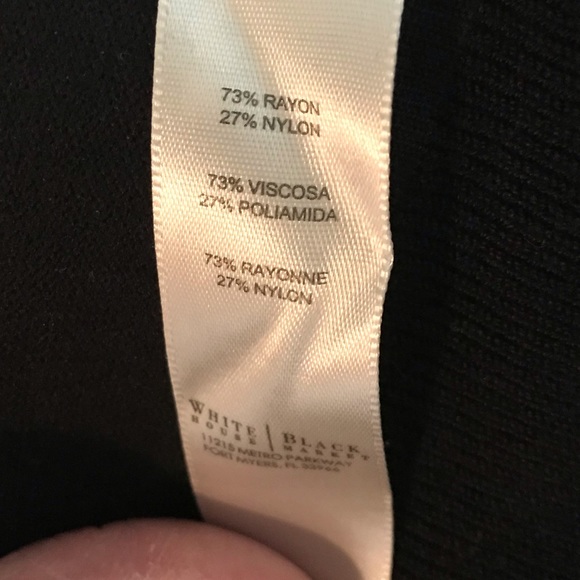 73% RAYON
27% NYLON
73% VISCOSA
27% POLIAMIDA
73% RAYONNE
27% NYLON
WHITE | BLACK
HOUSE | MARKET
11215 METRO PARKWAY
FORT MYERS, FL 33966